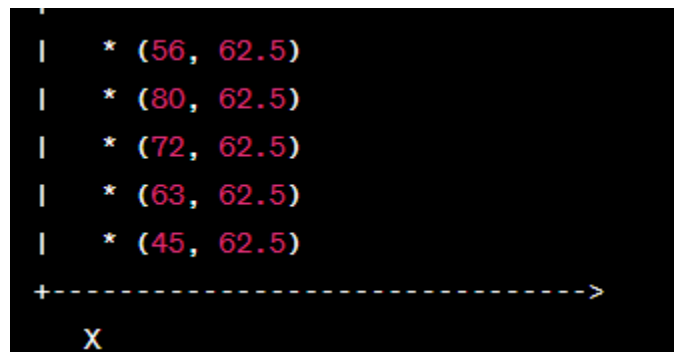 |
|   * (56, 62.5)
|   * (80, 62.5)
|   * (72, 62.5)
|   * (63, 62.5)
|   * (45, 62.5)
+-------------------------------->
   X